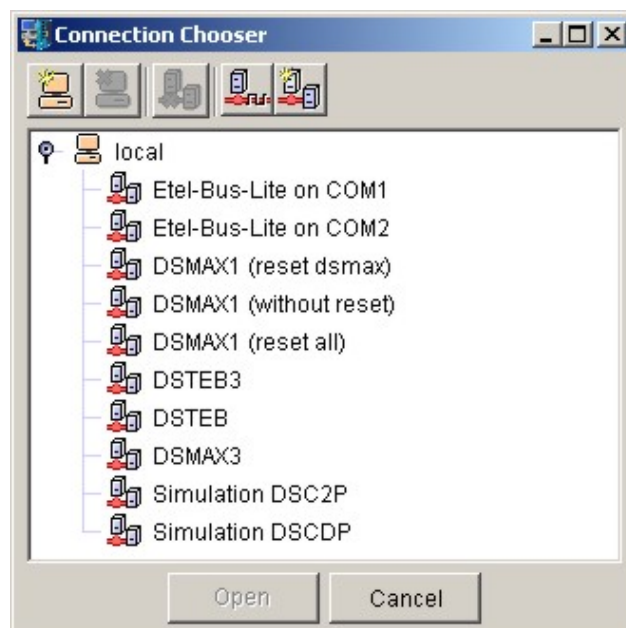 Connection Chooser
local
Etel-Bus-Lite on COM1
Etel-Bus-Lite on COM2
DSMAX1 (reset dsmax)
DSMAX1 (without reset)
DSMAX1 (reset all)
DSTEB3
DSTEB
DSMAX3
Simulation DSC2P
Simulation DSCDP
Open Cancel